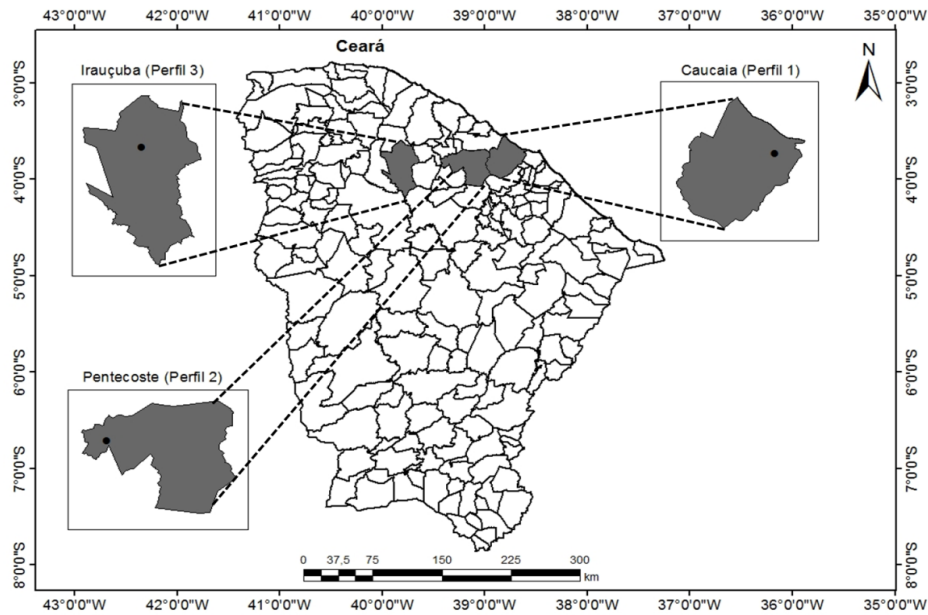 43°0'0"W 42°0'0"W 41°0'0"W 40°0'0"W 39°0'0"W 38°0'0"W 37°0'0"W 36°0'0"W 35°0'0"W
Ceará
N
Irauçuba (Perfil 3)
Caucaia (Perfil 1)
3°0'0"S
3°0'0"S
4°0'0"S
4°0'0"S
5°0'0"S
5°0'0"S
6°0'0"S
6°0'0"S
Pentecoste (Perfil 2)
7°0'0"S
7°0'0"S
8°0'0"S
8°0'0"S
0 37,5 75 150 225 300
km
43°0'0"W 42°0'0"W 41°0'0"W 40°0'0"W 39°0'0"W 38°0'0"W 37°0'0"W 36°0'0"W 35°0'0"W